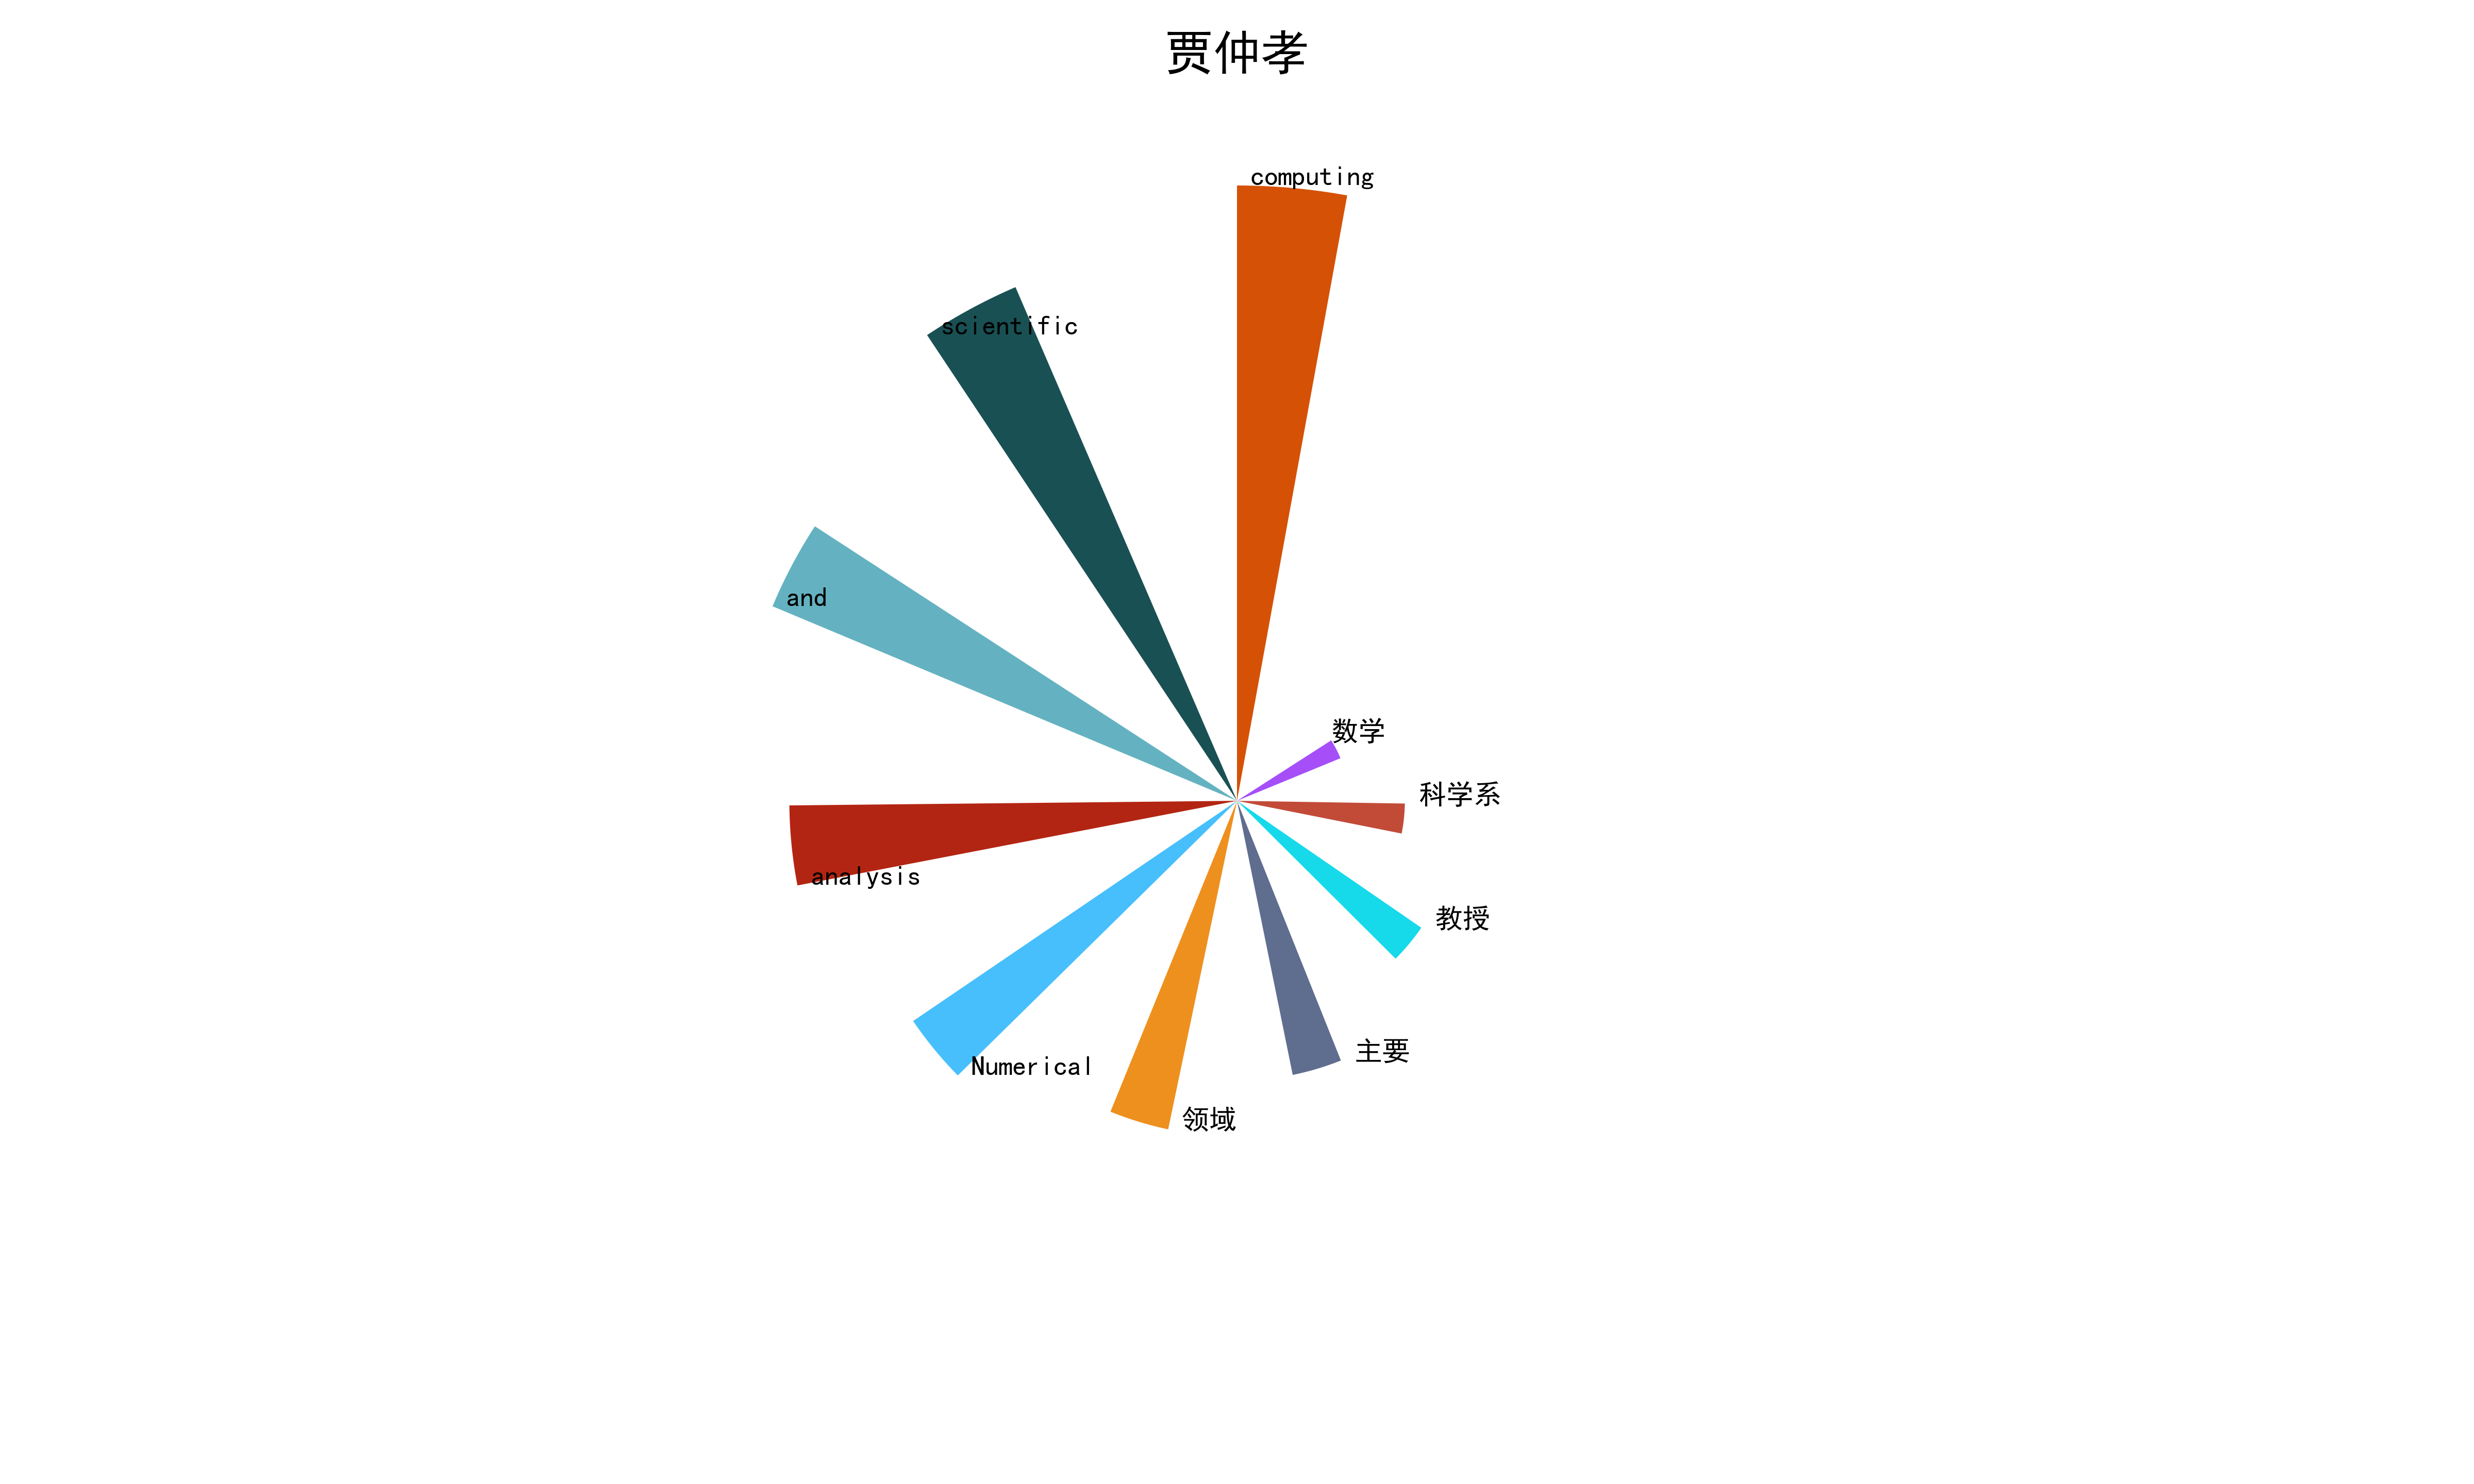 贾仲孝
computing
scientific
and
数学
科学系
analysis
教授
主要
Numerical
领域